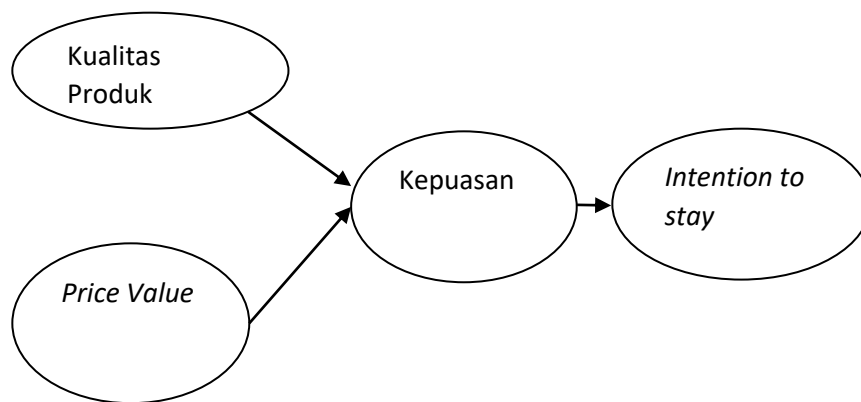 Kualitas
Produk
Kepuasan
Intention to
stay
Price Value